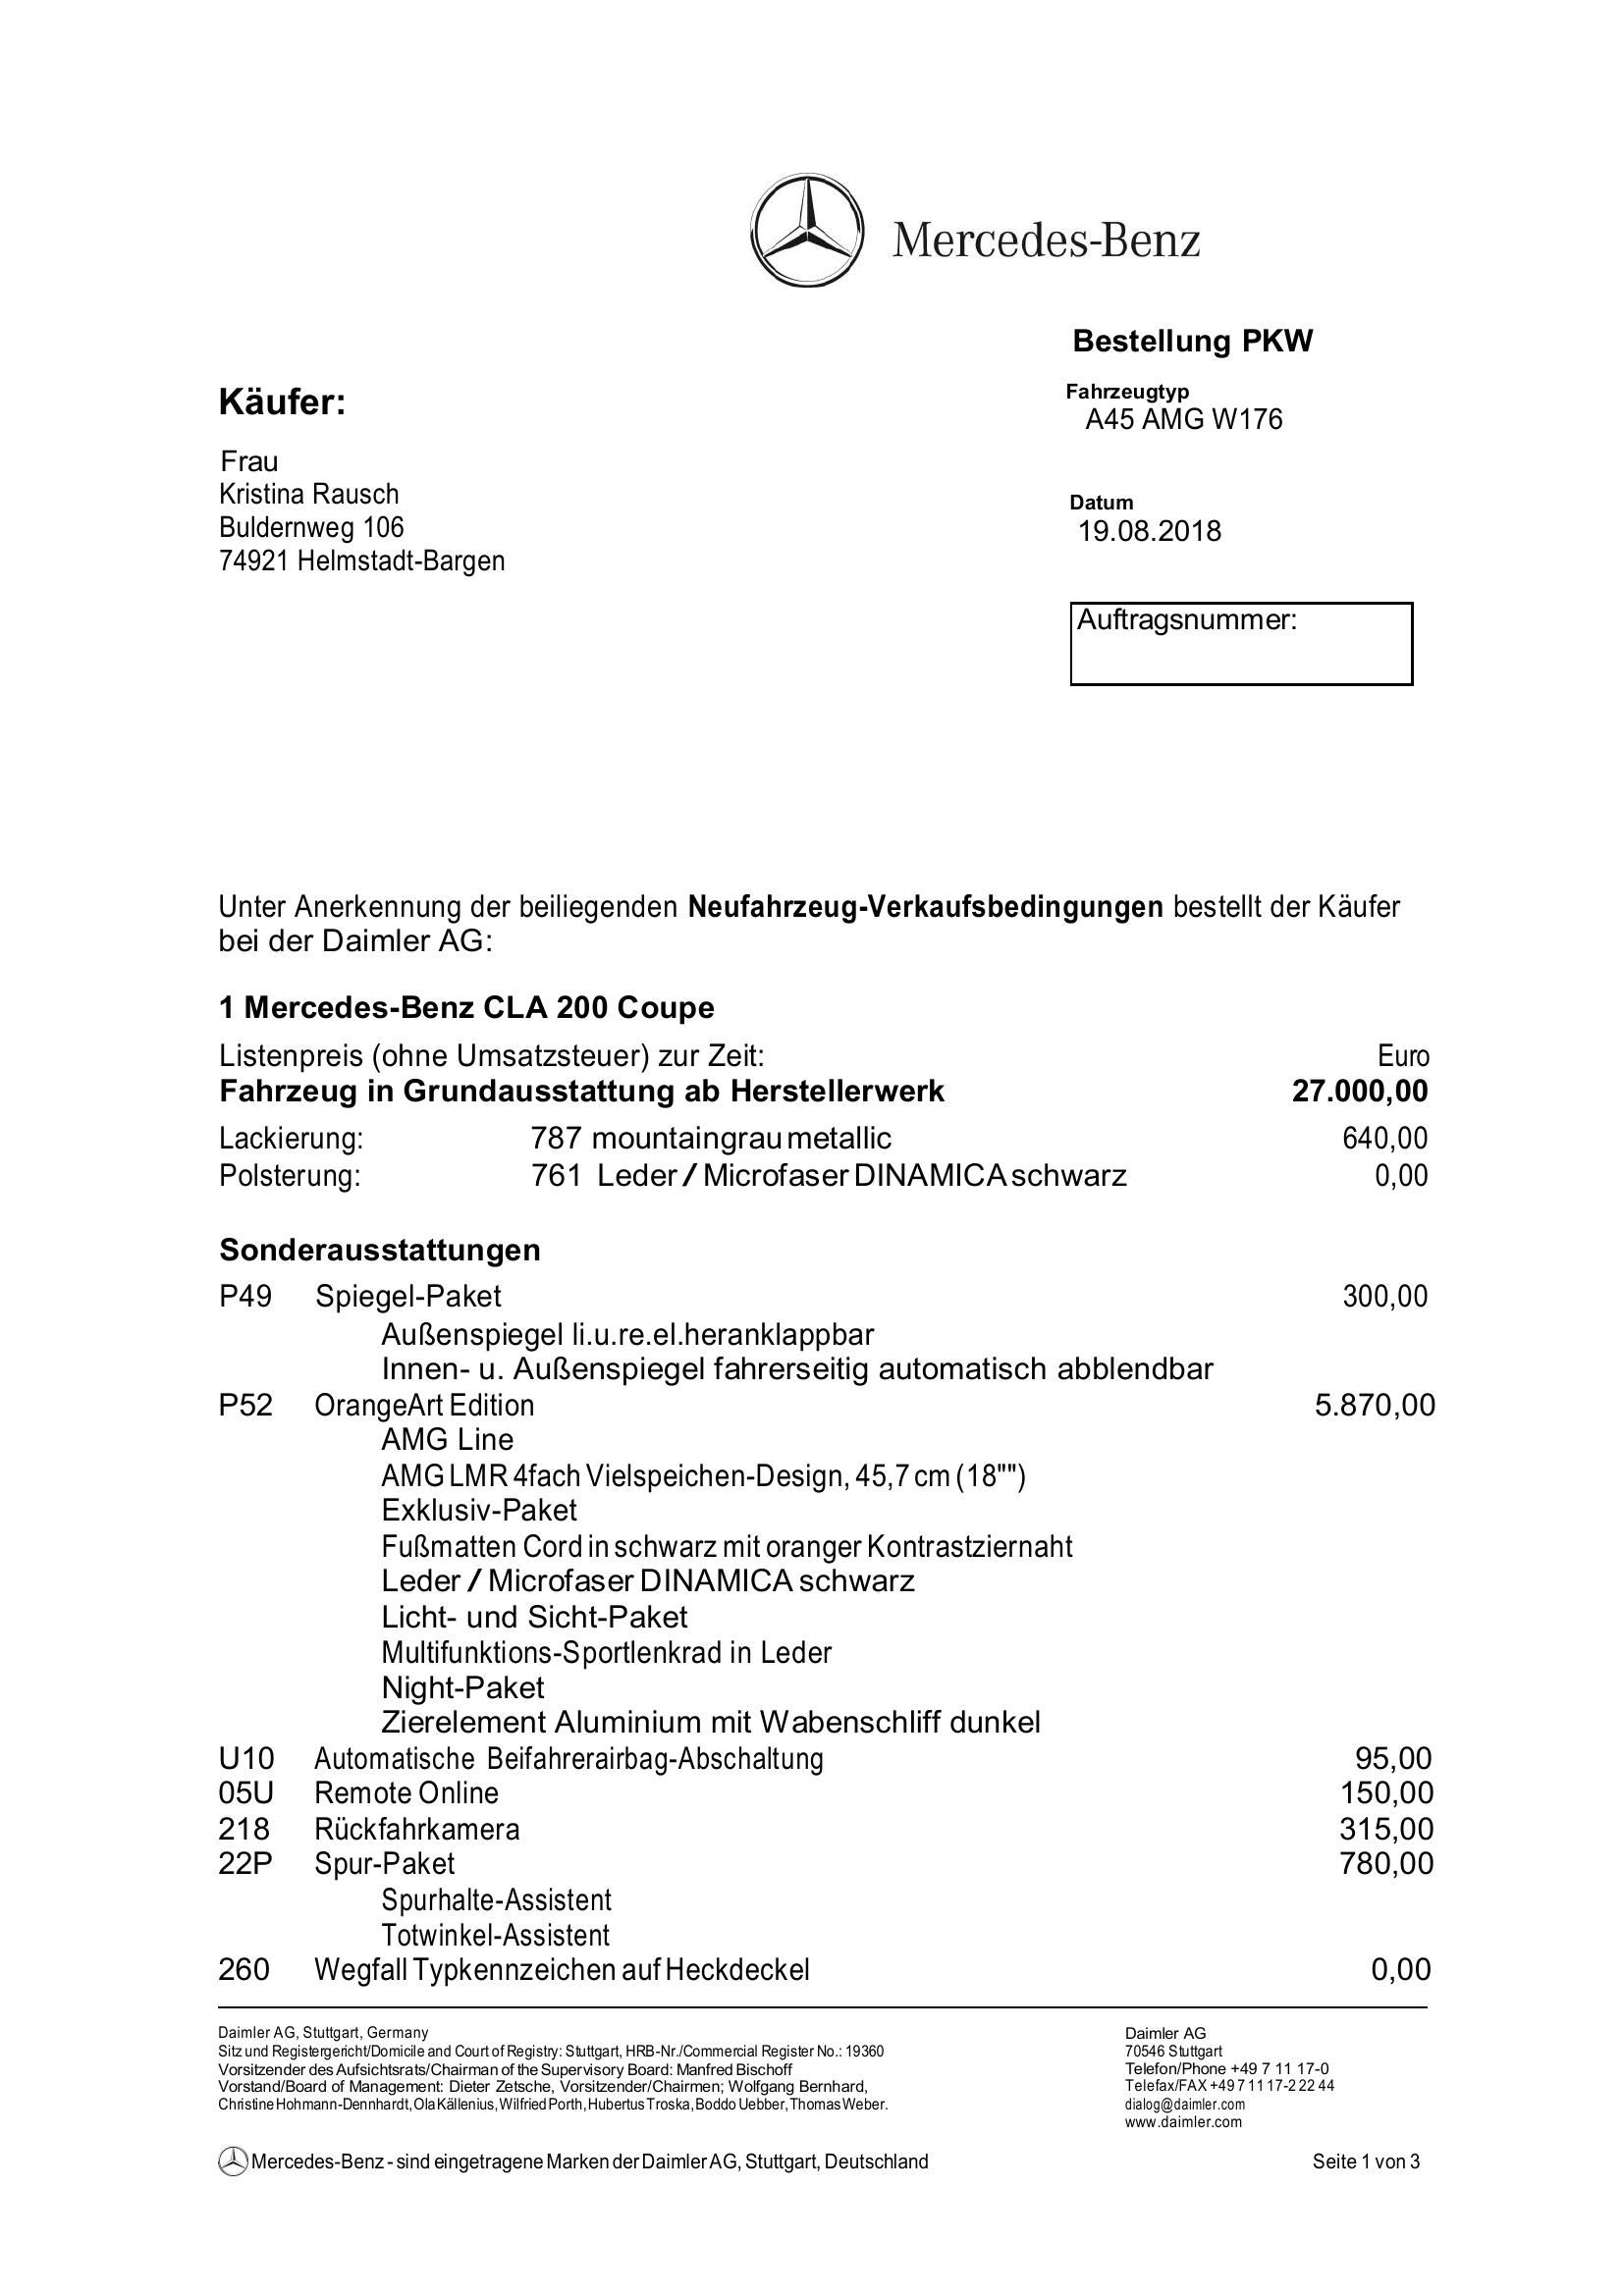 Mercedes-Benz
Bestellung PKW
Fahrzeugtyp
A45 AMG W176
Käufer:
Frau
Kristina Rausch
Buldernweg 106
74921 Helmstadt-Bargen
Datum
19.08.2018
Auftragsnummer:
Unter Anerkennung der beiliegenden Neufahrzeug-Verkaufsbedingungen bestellt der Käufer
bei der Daimler AG:
1 Mercedes-Benz CLA 200 Coupe
Listenpreis (ohne Umsatzsteuer) zur Zeit: Euro
Fahrzeug in Grundausstattung ab Herstellerwerk 27.000,00
Lackierung: 787 mountaingrau metallic 640,00
Polsterung: 761 Leder / Microfaser DINAMICA schwarz 0,00
Sonderausstattungen
P49 Spiegel-Paket 300,00
Außenspiegel li.u.re.el.heranklappbar
Innen- u. Außenspiegel fahrerseitig automatisch abblendbar
P52 OrangeArt Edition 5.870,00
AMG Line
AMG LMR 4fach Vielspeichen-Design, 45,7 cm (18"")
Exklusiv-Paket
Fußmatten Cord in schwarz mit oranger Kontrastziernaht
Leder / Microfaser DINAMICA schwarz
Licht- und Sicht-Paket
Multifunktions-Sportlenkrad in Leder
Night-Paket
Zierelement Aluminium mit Wabenschliff dunkel
U10 Automatische Beifahrerairbag-Abschaltung 95,00
05U Remote Online 150,00
218 Rückfahrkamera 315,00
22P Spur-Paket 780,00
Spurhalte-Assistent
Totwinkel-Assistent
260 Wegfall Typkennzeichen auf Heckdeckel 0,00
Daimler AG, Stuttgart, Germany
Sitz und Registergericht/Domicile and Court of Registry: Stuttgart, HRB-Nr./Commercial Register No.: 19360
Vorsitzender des Aufsichtsrats/Chairman of the Supervisory Board: Manfred Bischoff
Vorstand/Board of Management: Dieter Zetsche, Vorsitzender/Chairmen; Wolfgang Bernhard,
Christine Hohmann-Dennhardt, Ola Källenius, Wilfried Porth, Hubertus Troska, Boddo Uebber, Thomas Weber.
Daimler AG
70546 Stuttgart
Telefon/Phone +49 7 11 17-0
Telefax/FAX +49 7 11 17-2 22 44
dialog@daimler.com
www.daimler.com
Mercedes-Benz - sind eingetragene Marken der Daimler AG, Stuttgart, Deutschland
Seite 1 von 3